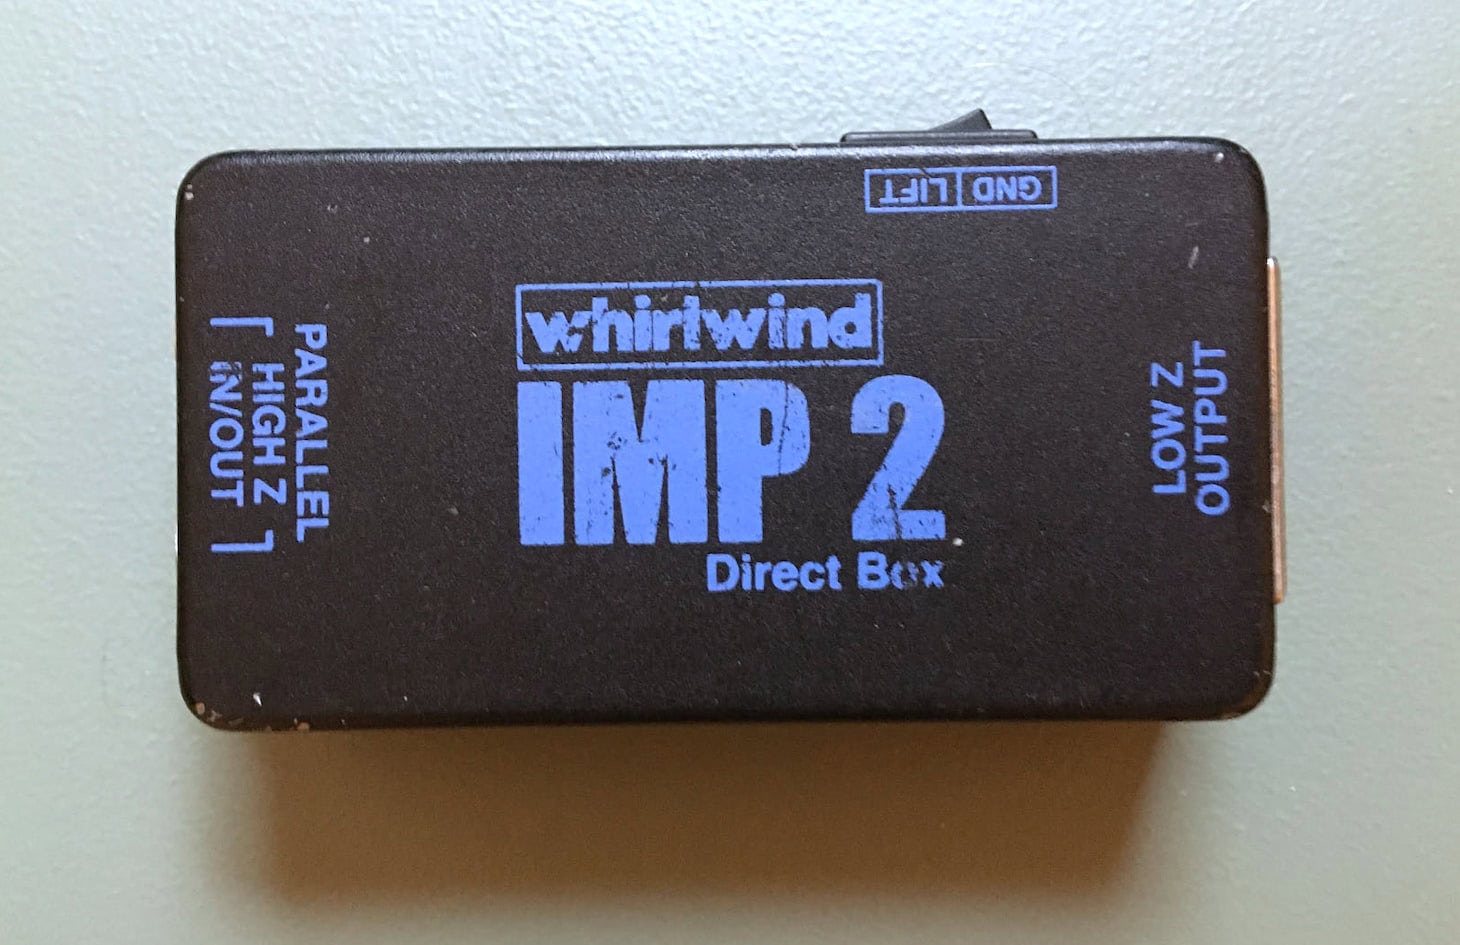 LIFT GND
whirlwind
IMP 2
Direct Box
PARALLEL
HIGH Z
IN/OUT
LOW Z
OUTPUT